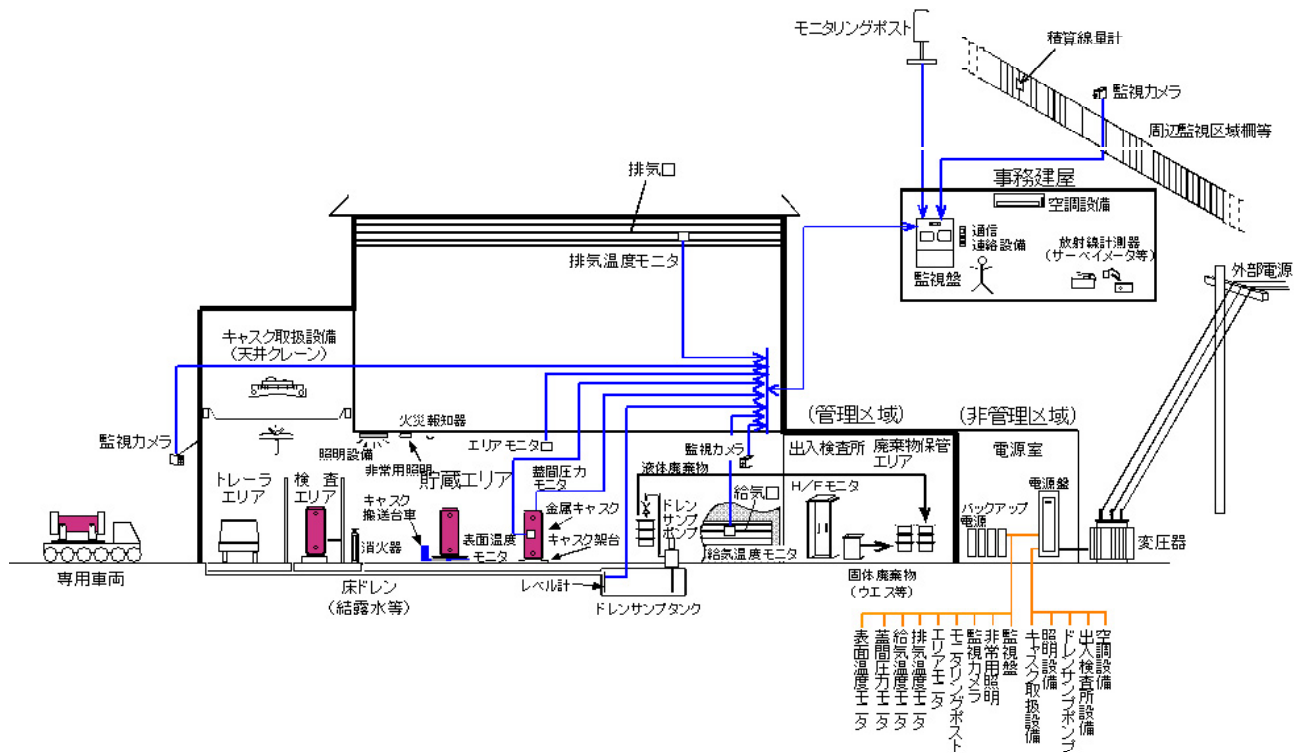 モニタリングポスト
積算線量計
監視カメラ
周辺監視区域柵等
事務建屋
空調設備
通信
連絡設備
放射線計測器
(サーベイメータ等)
監視盤
外部電源
排気口
排気温度モニタ
キャスク取扱設備
(天井クレーン)
火災報知器
監視カメラ
照明設備
非常用照明
エリアモニタ
(管理区域)
(非管理区域)
監視カメラ
出入検査所
廃棄物保管
エリア
電源室
トレーラ
エリア
検査
エリア
貯蔵エリア
蓋間圧力
モニタ
液体廃棄物
H/Fモニタ
電源盤
キャスク
搬送台車
金属キャスク
ドレン
サンプ
ポンプ
給気口
バックアップ
電源
消火器
表面温度
モニタ
キャスク架台
給気温度モニタ
変圧器
専用車両
床ドレン
(結露水等)
レベル計
ドレンサンプタンク
固体廃棄物
(ウエス等)
表面温度モニタ
蓋間圧力モニタ
給気温度モニタ
排気温度モニタ
エリアモニタ
モニタリングポスト
監視カメラ
非常用照明
監視盤
キャスク取扱設備
照明設備
ドレンサンプポンプ
出入検査所設備
空調設備